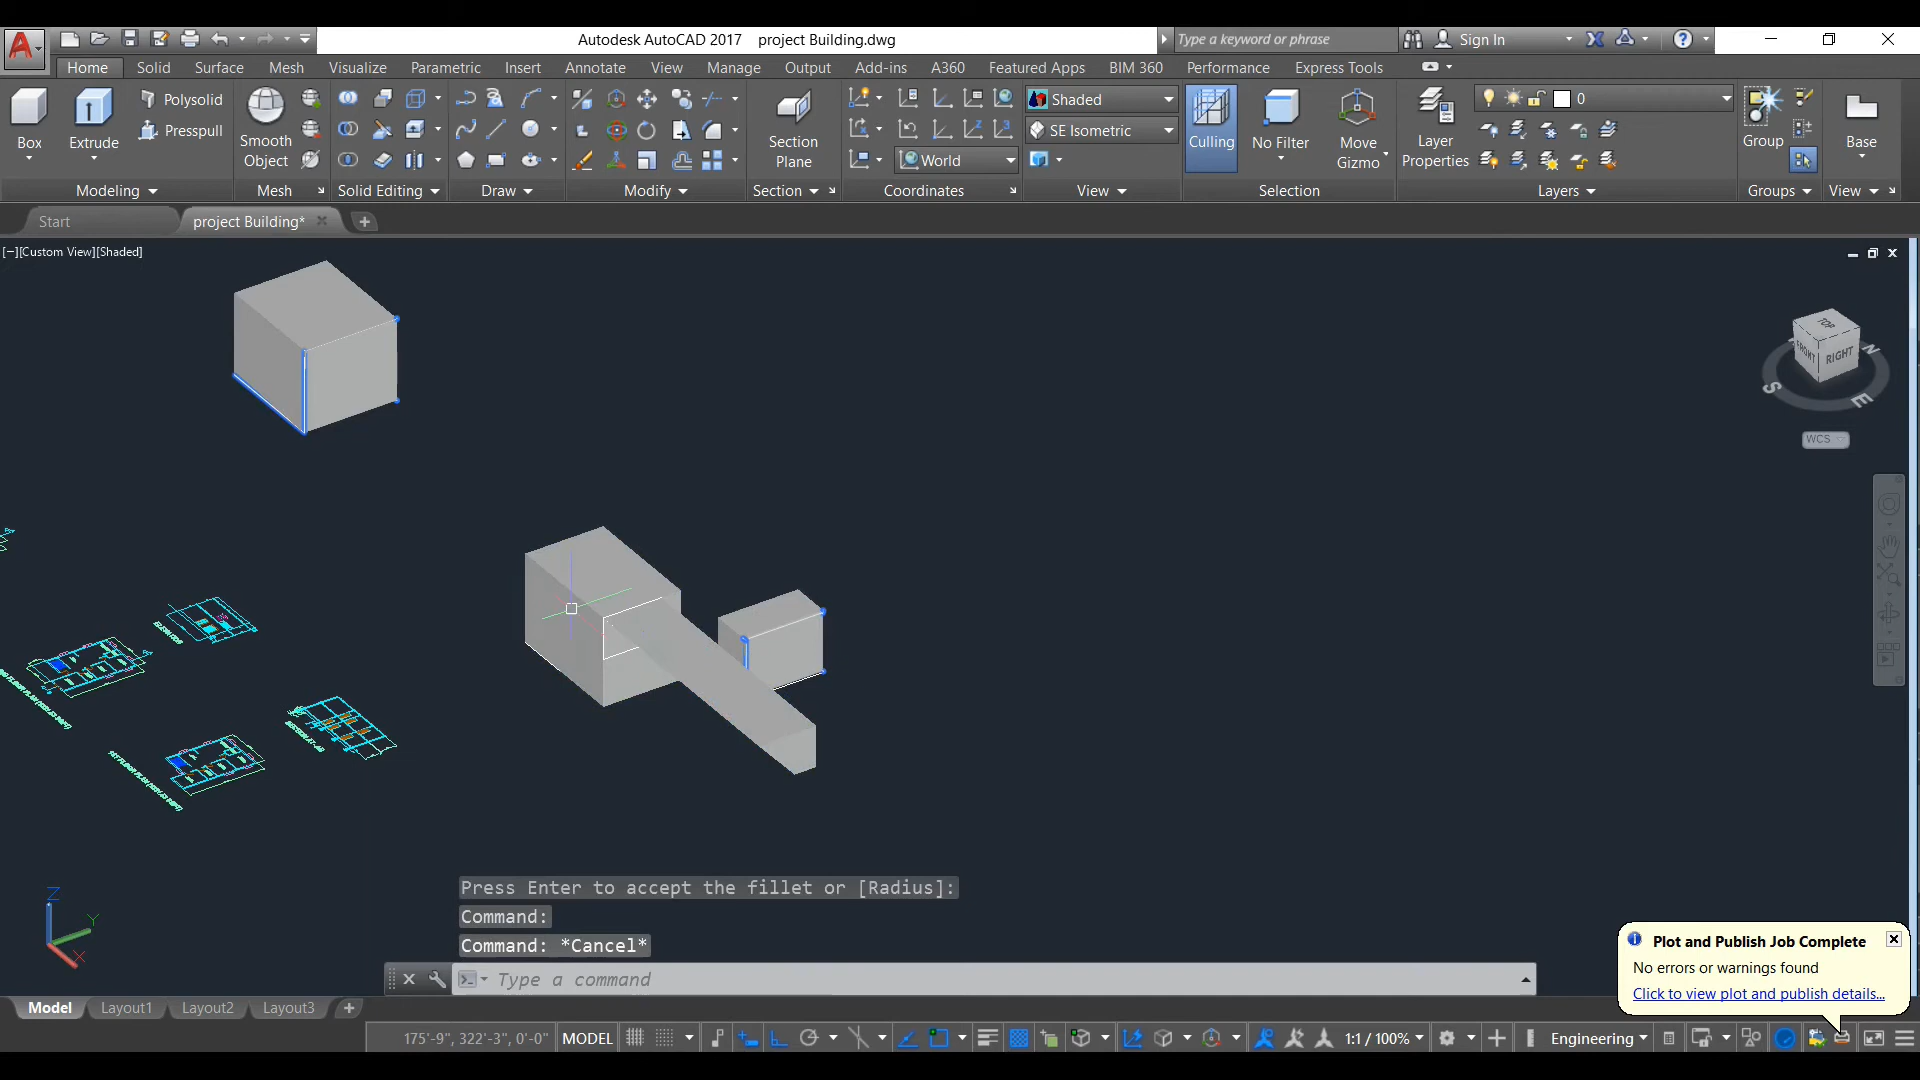 Autodesk AutoCAD 2017 project Building.dwg
Type a keyword or phrase
Sign In
Home Solid Surface Mesh Visualize Parametric Insert Annotate View Manage Output Add-ins A360 Featured Apps BIM 360 Performance Express Tools
Box
Extrude
Polysolid
Presspull
Smooth
Object
Section
Plane
World
Shaded
SE Isometric
Culling
No Filter
Move
Gizmo
Layer
Properties
0
Group
Base
Modeling Mesh Solid Editing Draw Modify Section Coordinates View Selection Layers Groups View
Start
project Building*
[−][Custom View][Shaded]
TOP
FRONT
RIGHT
N
S
E
WCS
Z
Y
X
Press Enter to accept the fillet or [Radius]:
Command:
Command: *Cancel*
Type a command
Plot and Publish Job Complete
No errors or warnings found
Click to view plot and publish details...
Model Layout1 Layout2 Layout3
175'-9", 322'-3", 0'-0"
MODEL
1:1 / 100%
Engineering